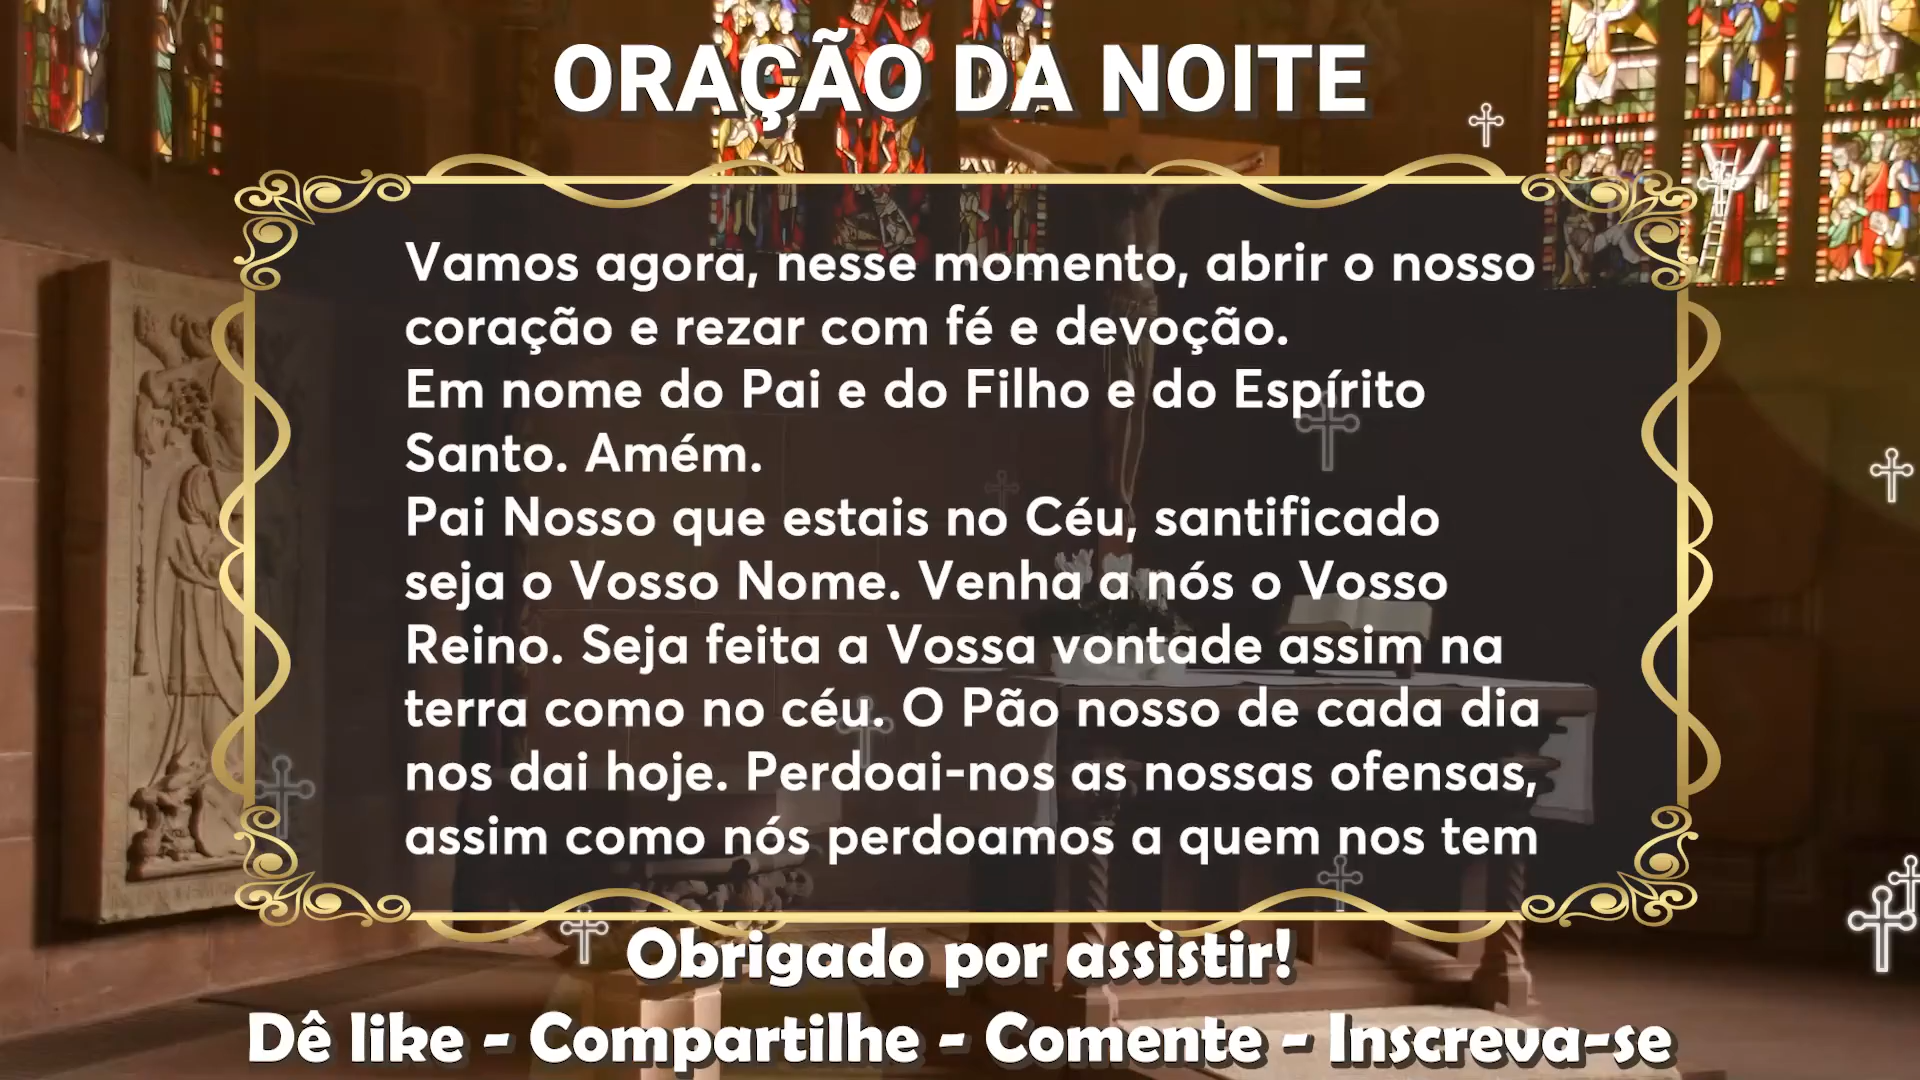 ORAÇÃO DA NOITE
Vamos agora, nesse momento, abrir o nosso
coração e rezar com fé e devoção.
Em nome do Pai e do Filho e do Espírito
Santo. Amém.
Pai Nosso que estais no Céu, santificado
seja o Vosso Nome. Venha a nós o Vosso
Reino. Seja feita a Vossa vontade assim na
terra como no céu. O Pão nosso de cada dia
nos dai hoje. Perdoai-nos as nossas ofensas,
assim como nós perdoamos a quem nos tem
Obrigado por assistir!
Dê like - Compartilhe - Comente - Inscreva-se